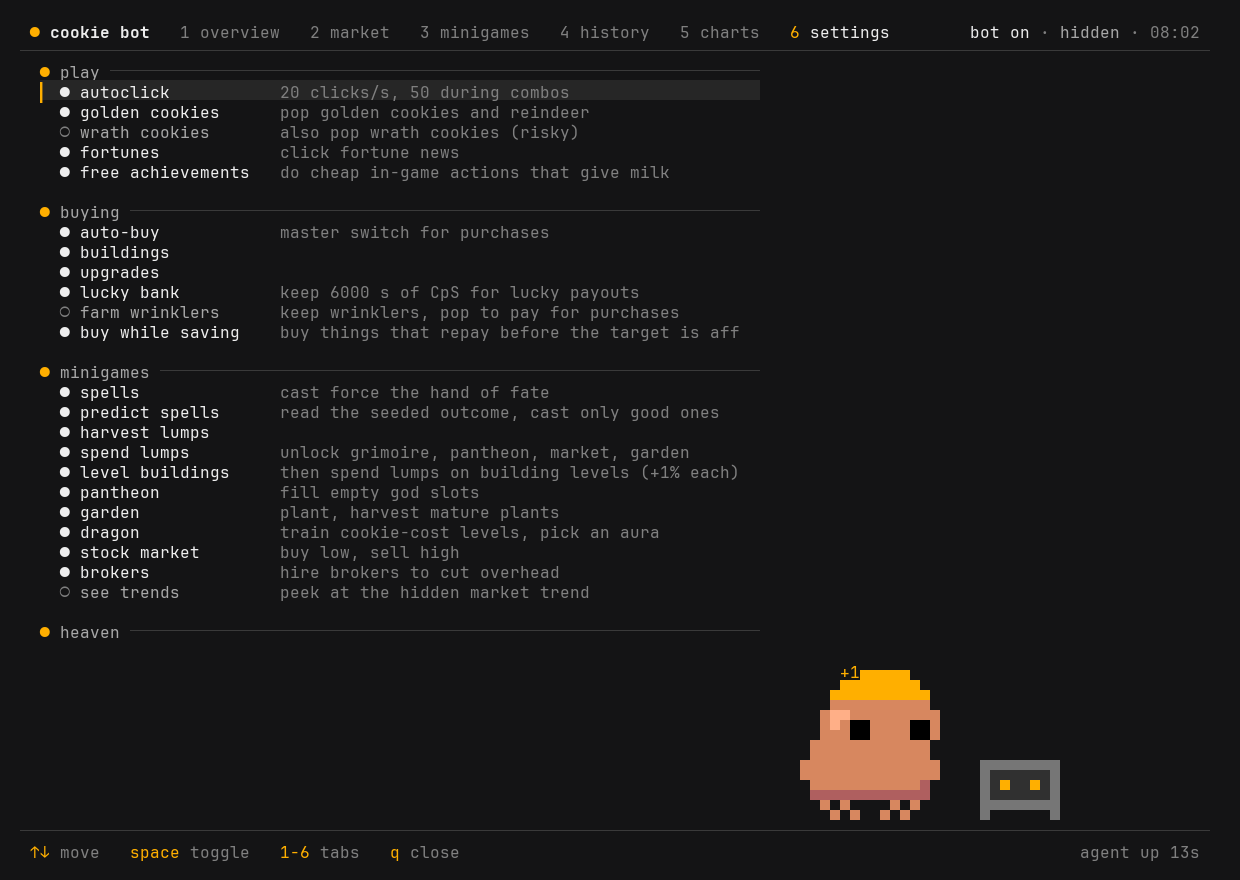 cookie bot 1 overview 2 market 3 minigames 4 history 5 charts 6 settings bot on · hidden · 08:02
play
autoclick 20 clicks/s, 50 during combos
golden cookies pop golden cookies and reindeer
wrath cookies also pop wrath cookies (risky)
fortunes click fortune news
free achievements do cheap in-game actions that give milk
buying
auto-buy master switch for purchases
buildings
upgrades
lucky bank keep 6000 s of CpS for lucky payouts
farm wrinklers keep wrinklers, pop to pay for purchases
buy while saving buy things that repay before the target is aff
minigames
spells cast force the hand of fate
predict spells read the seeded outcome, cast only good ones
harvest lumps
spend lumps unlock grimoire, pantheon, market, garden
level buildings then spend lumps on building levels (+1% each)
pantheon fill empty god slots
garden plant, harvest mature plants
dragon train cookie-cost levels, pick an aura
stock market buy low, sell high
brokers hire brokers to cut overhead
see trends peek at the hidden market trend
heaven
+1
↑↓ move space toggle 1-6 tabs q close agent up 13s